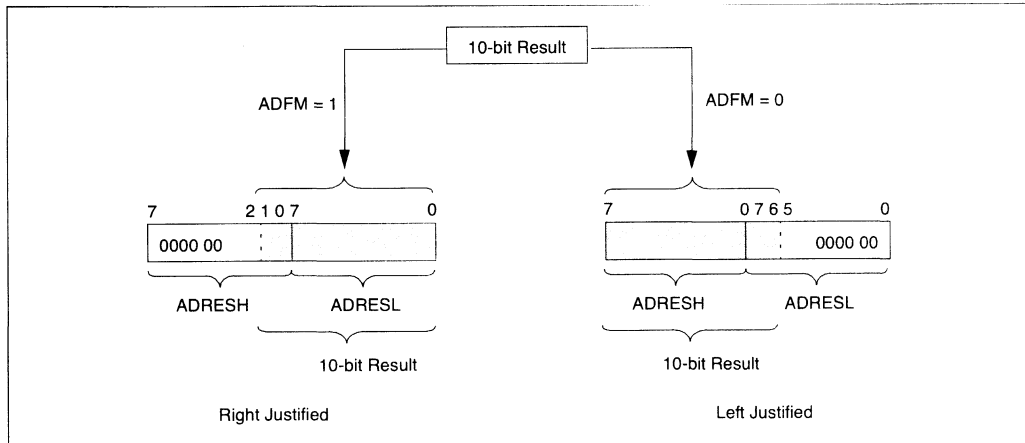 10-bit Result
ADFM = 1
ADFM = 0
7 2 1 0 7 0
7 0 7 6 5 0
0000 00
0000 00
ADRESH ADRESL
ADRESH ADRESL
10-bit Result
10-bit Result
Right Justified
Left Justified